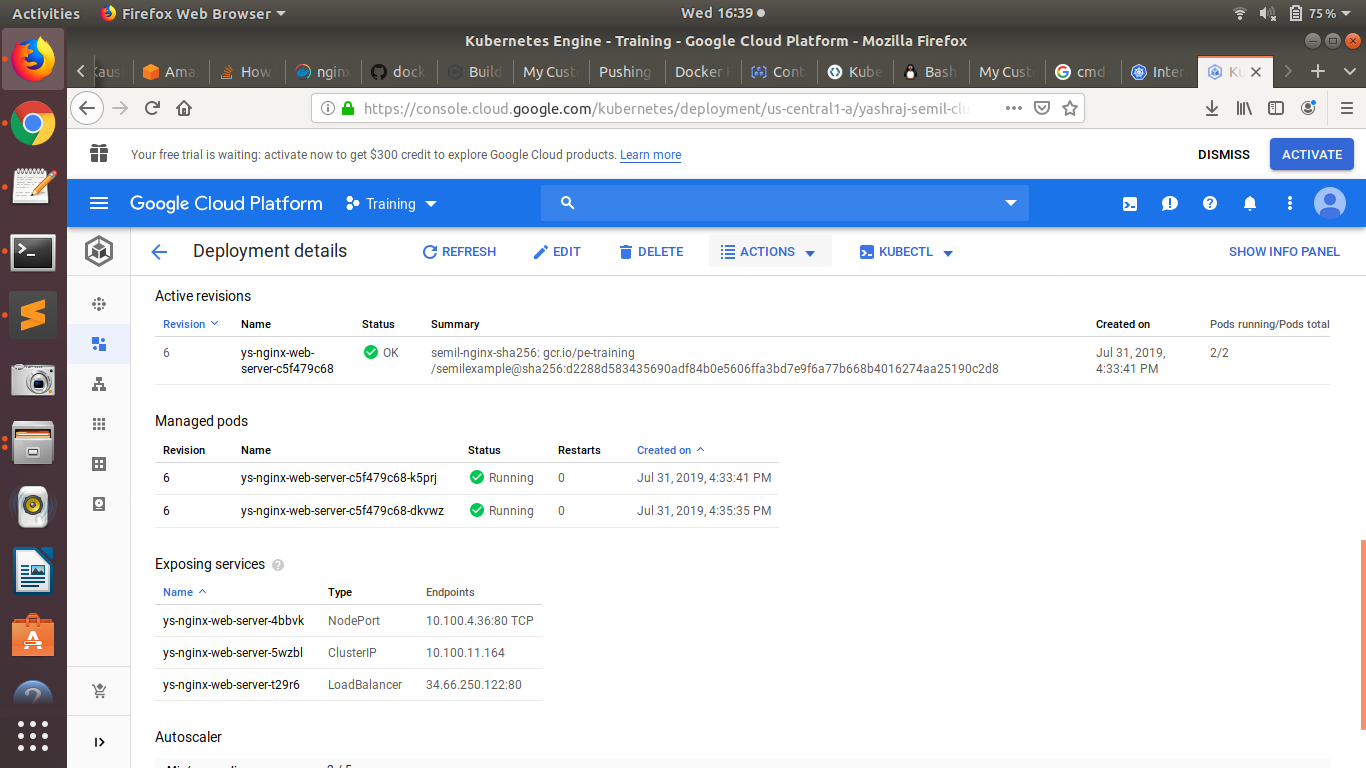 Activities Firefox Web Browser Wed 16:39 75%
Kubernetes Engine - Training - Google Cloud Platform - Mozilla Firefox
Kaus Ama How nginx dock Build My Cust Pushing Docker Cont Kube Bash My Cust cmd Inter Ku
https://console.cloud.google.com/kubernetes/deployment/us-central1-a/yashraj-semil-clu
Your free trial is waiting: activate now to get $300 credit to explore Google Cloud products. Learn more DISMISS ACTIVATE
Google Cloud Platform Training
Deployment details REFRESH EDIT DELETE ACTIONS KUBECTL SHOW INFO PANEL
Active revisions
Revision Name Status Summary Created on Pods running/Pods total
6 ys-nginx-web- OK semil-nginx-sha256: gcr.io/pe-training Jul 31, 2019, 2/2
server-c5f479c68 /semilexample@sha256:d2288d583435690adf84b0e5606ffa3bd7e9f6a77b668b4016274aa25190c2d8 4:33:41 PM
Managed pods
Revision Name Status Restarts Created on
6 ys-nginx-web-server-c5f479c68-k5prj Running 0 Jul 31, 2019, 4:33:41 PM
6 ys-nginx-web-server-c5f479c68-dkvwz Running 0 Jul 31, 2019, 4:35:35 PM
Exposing services
Name Type Endpoints
ys-nginx-web-server-4bbvk NodePort 10.100.4.36:80 TCP
ys-nginx-web-server-5wzbl ClusterIP 10.100.11.164
ys-nginx-web-server-t29r6 LoadBalancer 34.66.250.122:80
Autoscaler